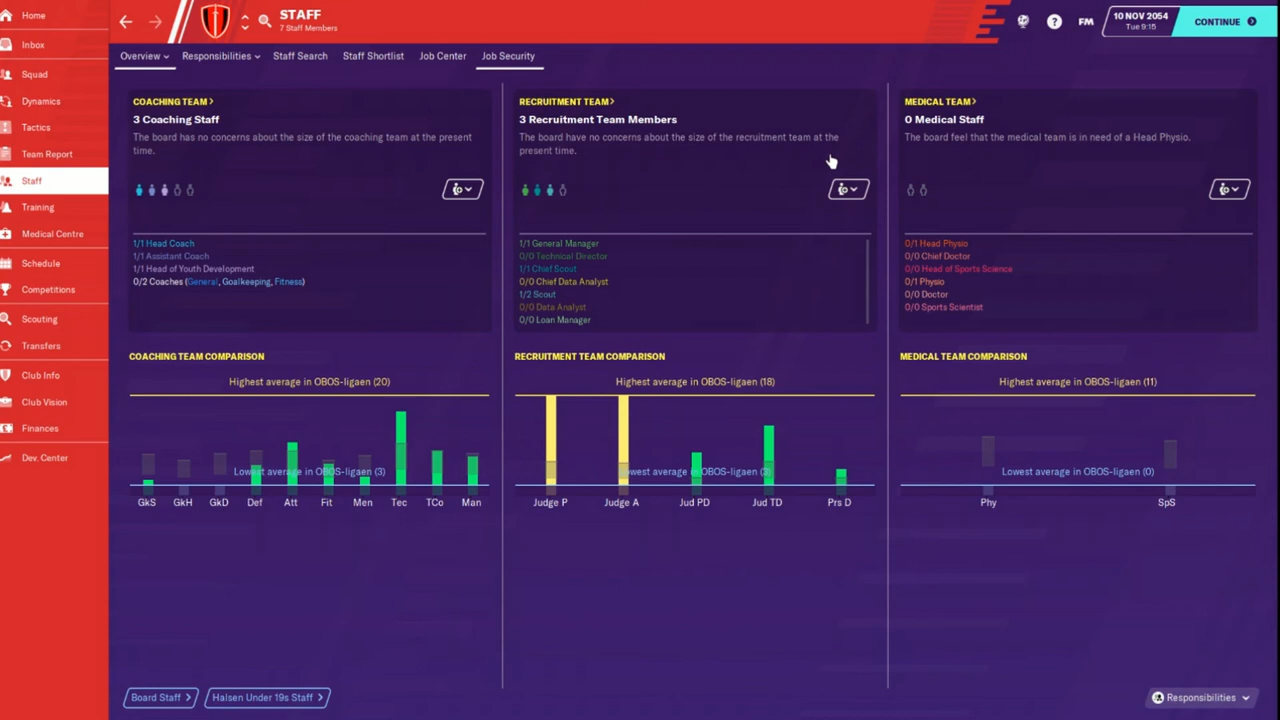 Home
Inbox
Squad
Dynamics
Tactics
Team Report
Staff
Training
Medical Centre
Schedule
Competitions
Scouting
Transfers
Club Info
Club Vision
Finances
Dev. Center
STAFF
7 Staff Members
FM
10 NOV 2054
Tue 9:15
CONTINUE
Overview Responsibilities Staff Search Staff Shortlist Job Center Job Security
COACHING TEAM
3 Coaching Staff
The board has no concerns about the size of the coaching team at the present
time.
1/1 Head Coach
1/1 Assistant Coach
1/1 Head of Youth Development
0/2 Coaches (General, Goalkeeping, Fitness)
RECRUITMENT TEAM
3 Recruitment Team Members
The board have no concerns about the size of the recruitment team at the
present time.
1/1 General Manager
0/0 Technical Director
1/1 Chief Scout
0/0 Chief Data Analyst
1/2 Scout
0/0 Data Analyst
0/0 Loan Manager
MEDICAL TEAM
0 Medical Staff
The board feel that the medical team is in need of a Head Physio.
0/1 Head Physio
0/0 Chief Doctor
0/0 Head of Sports Science
0/1 Physio
0/0 Doctor
0/0 Sports Scientist
COACHING TEAM COMPARISON
Highest average in OBOS-ligaen (20)
Lowest average in OBOS-ligaen (3)
GkS GkH GkD Def Att Fit Men Tec TCo Man
RECRUITMENT TEAM COMPARISON
Highest average in OBOS-ligaen (18)
Lowest average in OBOS-ligaen
Judge P Judge A Jud PD Jud TD Prs D
MEDICAL TEAM COMPARISON
Highest average in OBOS-ligaen (11)
Lowest average in OBOS-ligaen (0)
Phy SpS
Board Staff
Halsen Under 19s Staff
Responsibilities